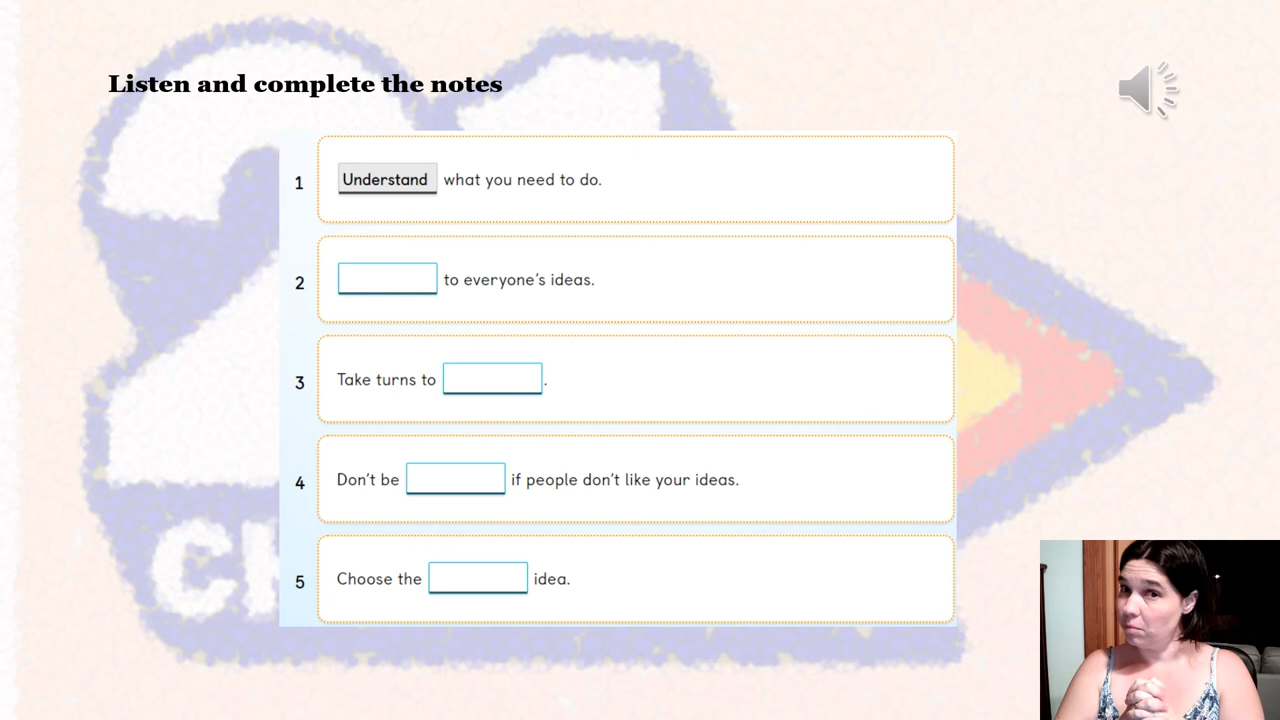 Listen and complete the notes
1 Understand what you need to do.
2 to everyone's ideas.
3 Take turns to .
4 Don't be if people don't like your ideas.
5 Choose the idea.